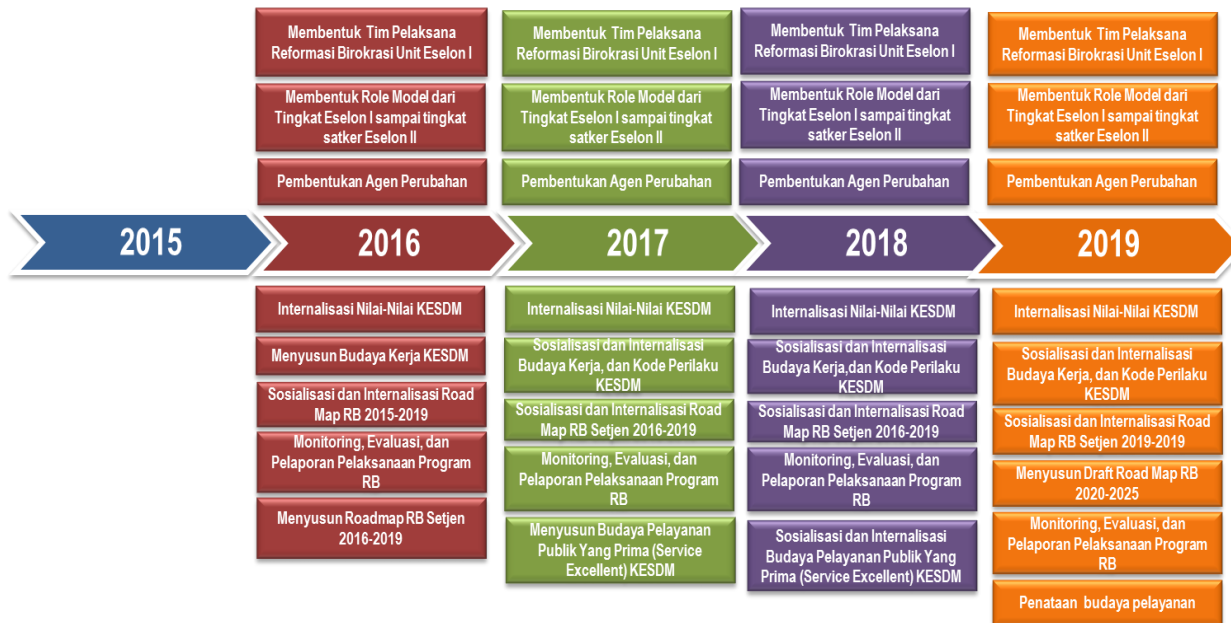 Membentuk Tim Pelaksana
Reformasi Birokrasi Unit Eselon I
Membentuk Role Model dari
Tingkat Eselon I sampai tingkat
satker Eselon II
Pembentukan Agen Perubahan
Membentuk Tim Pelaksana
Reformasi Birokrasi Unit Eselon I
Membentuk Role Model dari
Tingkat Eselon I sampai tingkat
satker Eselon II
Pembentukan Agen Perubahan
Membentuk Tim Pelaksana
Reformasi Birokrasi Unit Eselon I
Membentuk Role Model dari
Tingkat Eselon I sampai tingkat
satker Eselon II
Pembentukan Agen Perubahan
Membentuk Tim Pelaksana
Reformasi Birokrasi Unit Eselon I
Membentuk Role Model dari
Tingkat Eselon I sampai tingkat
satker Eselon II
Pembentukan Agen Perubahan
2015
2016
2017
2018
2019
Internalisasi Nilai-Nilai KESDM
Menyusun Budaya Kerja KESDM
Sosialisasi dan Internalisasi Road
Map RB 2015-2019
Monitoring, Evaluasi, dan
Pelaporan Pelaksanaan Program
RB
Menyusun Roadmap RB Setjen
2016-2019
Internalisasi Nilai-Nilai KESDM
Sosialisasi dan Internalisasi
Budaya Kerja, dan Kode Perilaku
KESDM
Sosialisasi dan Internalisasi Road
Map RB Setjen 2016-2019
Monitoring, Evaluasi, dan
Pelaporan Pelaksanaan Program
RB
Menyusun Budaya Pelayanan
Publik Yang Prima (Service
Excellent) KESDM
Internalisasi Nilai-Nilai KESDM
Sosialisasi dan Internalisasi
Budaya Kerja,dan Kode Perilaku
KESDM
Sosialisasi dan Internalisasi Road
Map RB Setjen 2016-2019
Monitoring, Evaluasi, dan
Pelaporan Pelaksanaan Program
RB
Sosialisasi dan Internalisasi
Budaya Pelayanan Publik Yang
Prima (Service Excellent) KESDM
Internalisasi Nilai-Nilai KESDM
Sosialisasi dan Internalisasi
Budaya Kerja, dan Kode Perilaku
KESDM
Sosialisasi dan Internalisasi Road
Map RB Setjen 2019-2019
Menyusun Draft Road Map RB
2020-2025
Monitoring, Evaluasi, dan
Pelaporan Pelaksanaan Program
RB
Penataan budaya pelayanan